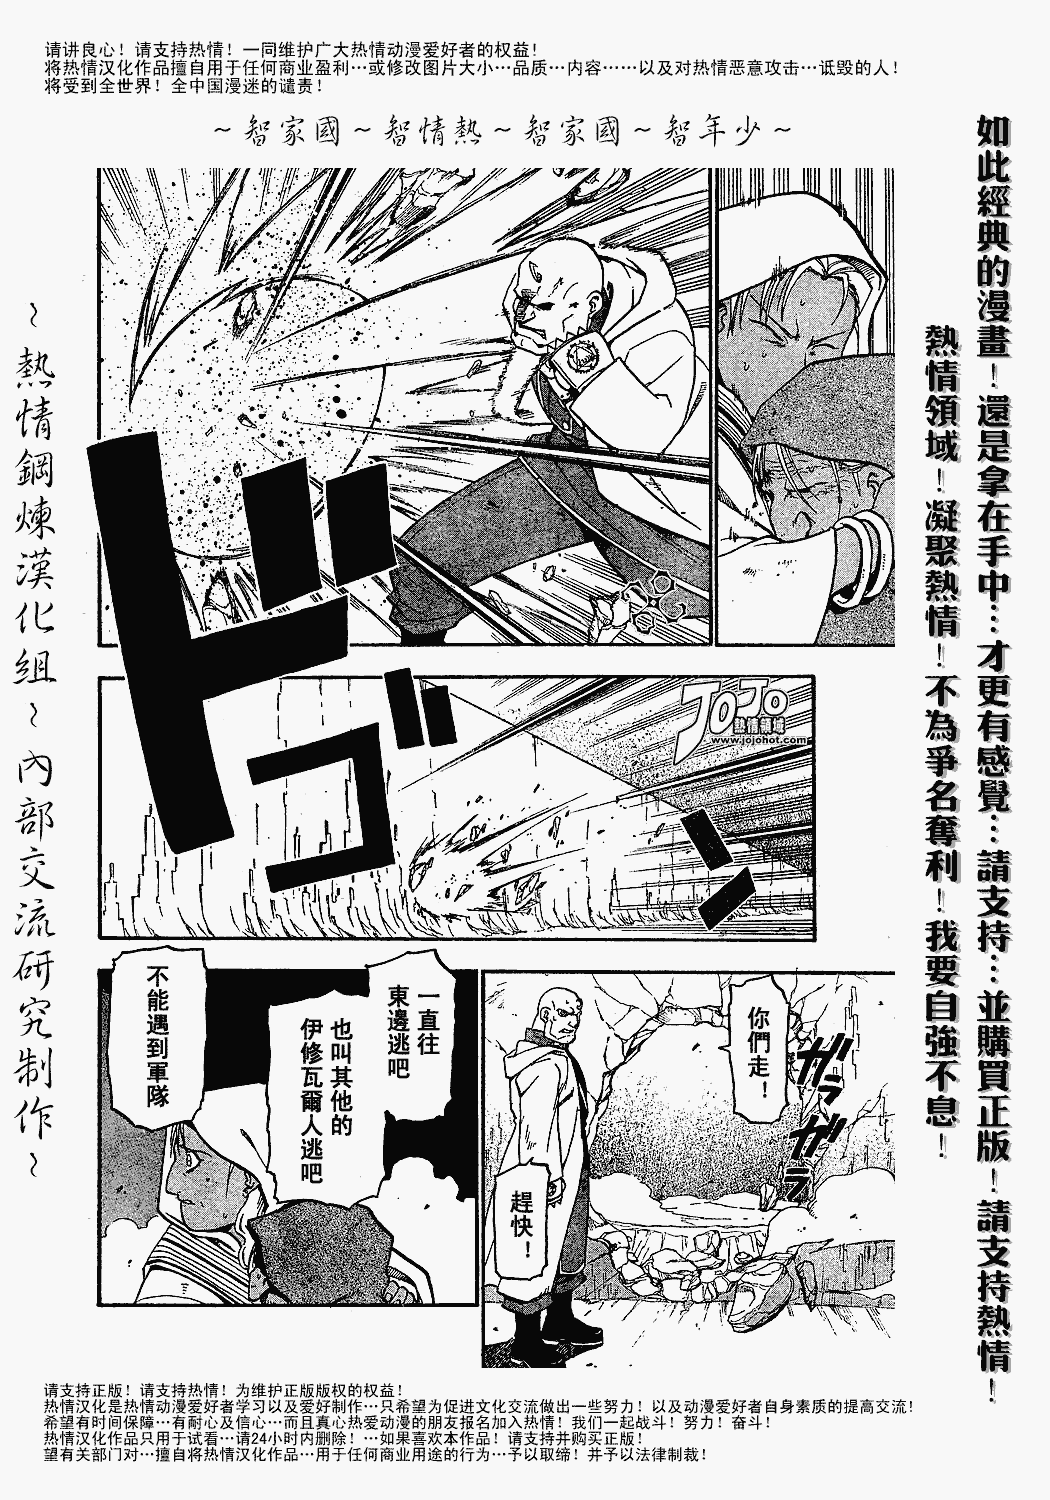 请讲良心！请支持热情！一同维护广大热情动漫爱好者的权益！
将热情汉化作品擅自用于任何商业盈利…或修改图片大小…品质…内容……以及对热情恶意攻击…诋毁的人！
将受到全世界！全中国漫迷的谴责！
～智家國～智情熱～智家國～智年少～
如此經典的漫畫！還是拿在手中…才更有感覺…請支持…並購買正版！請支持熱情！
熱情領域！凝聚熱情！不為爭名奪利！我要自強不息！
～熱情鋼煉漢化組～內部交流研究制作～
ドドゴン
JOJO
熱情領域
www.jojohot.com
你們走！
ガラ
ガラ
趕快！
一直往
東邊逃吧
也叫其他的
伊修瓦爾人逃吧
不能遇到軍隊
请支持正版！请支持热情！为维护正版版权的权益！
热情汉化是热情动漫爱好者学习以及爱好制作…只希望为促进文化交流做出一些努力！以及动漫爱好者自身素质的提高交流！
希望有时间保障…有耐心及信心…而且真心热爱动漫的朋友报名加入热情！我们一起战斗！努力！奋斗！
热情汉化作品只用于试看…请24小时内删除！…如果喜欢本作品！请支持并购买正版！
望有关部门对…擅自将热情汉化作品…用于任何商业用途的行为…予以取缔！并予以法律制裁！